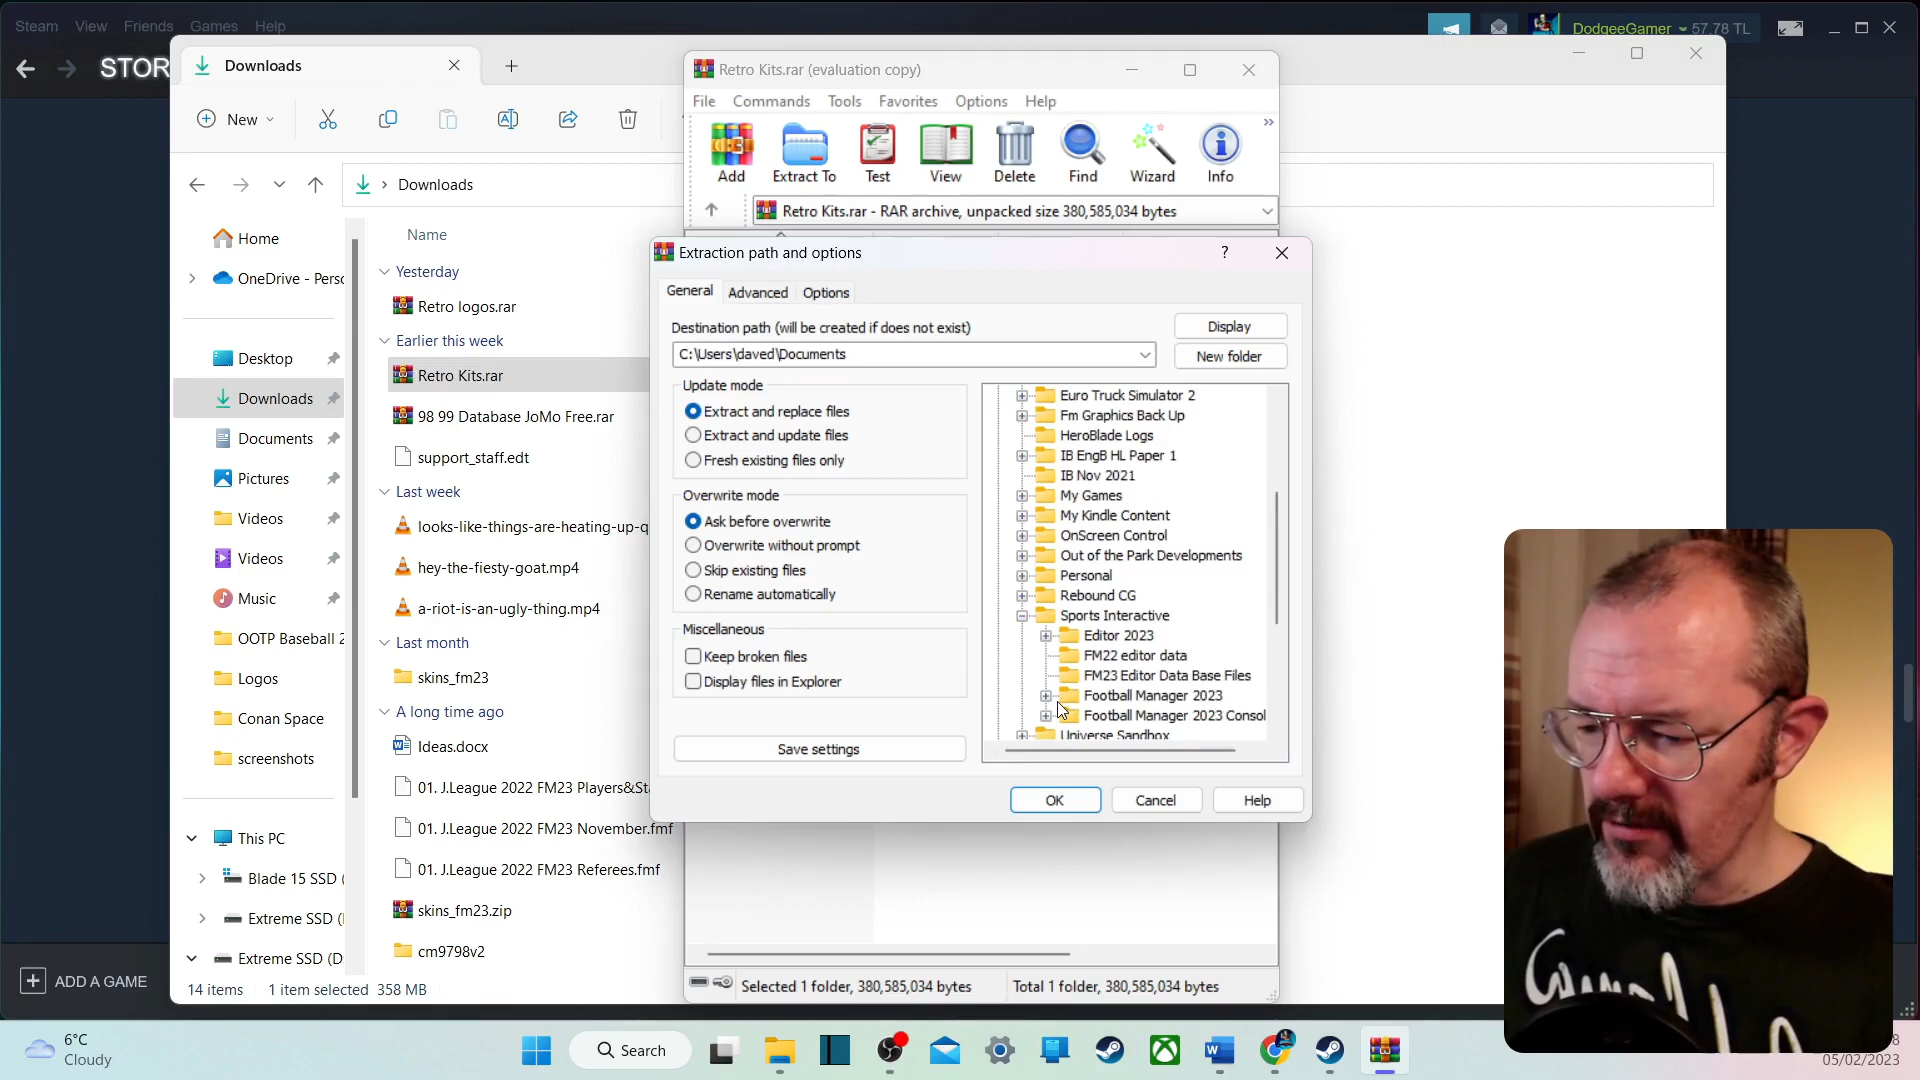 Steam View Friends Games Help
DodgeeGamer 57.78 TL
STOR
Downloads
New
Downloads
Home
OneDrive - Perso
Desktop
Downloads
Documents
Pictures
Videos
Videos
Music
OOTP Baseball 2
Logos
Conan Space
screenshots
This PC
Blade 15 SSD (
Extreme SSD (
Extreme SSD (D
Name
Yesterday
Retro logos.rar
Earlier this week
Retro Kits.rar
98 99 Database JoMo Free.rar
support_staff.edt
Last week
looks-like-things-are-heating-up-q
hey-the-fiesty-goat.mp4
a-riot-is-an-ugly-thing.mp4
Last month
skins_fm23
A long time ago
Ideas.docx
01. J.League 2022 FM23 Players&Sta
01. J.League 2022 FM23 November.fmf
01. J.League 2022 FM23 Referees.fmf
skins_fm23.zip
cm9798v2
14 items 1 item selected 358 MB
Retro Kits.rar (evaluation copy)
File Commands Tools Favorites Options Help
Add Extract To Test View Delete Find Wizard Info
Retro Kits.rar - RAR archive, unpacked size 380,585,034 bytes
Extraction path and options
?
General Advanced Options
Destination path (will be created if does not exist)
Display
C:\Users\daved\Documents
New folder
Update mode
Extract and replace files
Extract and update files
Fresh existing files only
Overwrite mode
Ask before overwrite
Overwrite without prompt
Skip existing files
Rename automatically
Miscellaneous
Keep broken files
Display files in Explorer
Save settings
Euro Truck Simulator 2
Fm Graphics Back Up
HeroBlade Logs
IB EngB HL Paper 1
IB Nov 2021
My Games
My Kindle Content
OnScreen Control
Out of the Park Developments
Personal
Rebound CG
Sports Interactive
Editor 2023
FM22 editor data
FM23 Editor Data Base Files
Football Manager 2023
Football Manager 2023 Consol
Universe Sandbox
OK Cancel Help
Selected 1 folder, 380,585,034 bytes Total 1 folder, 380,585,034 bytes
ADD A GAME
6°C
Cloudy
Search
8
05/02/2023